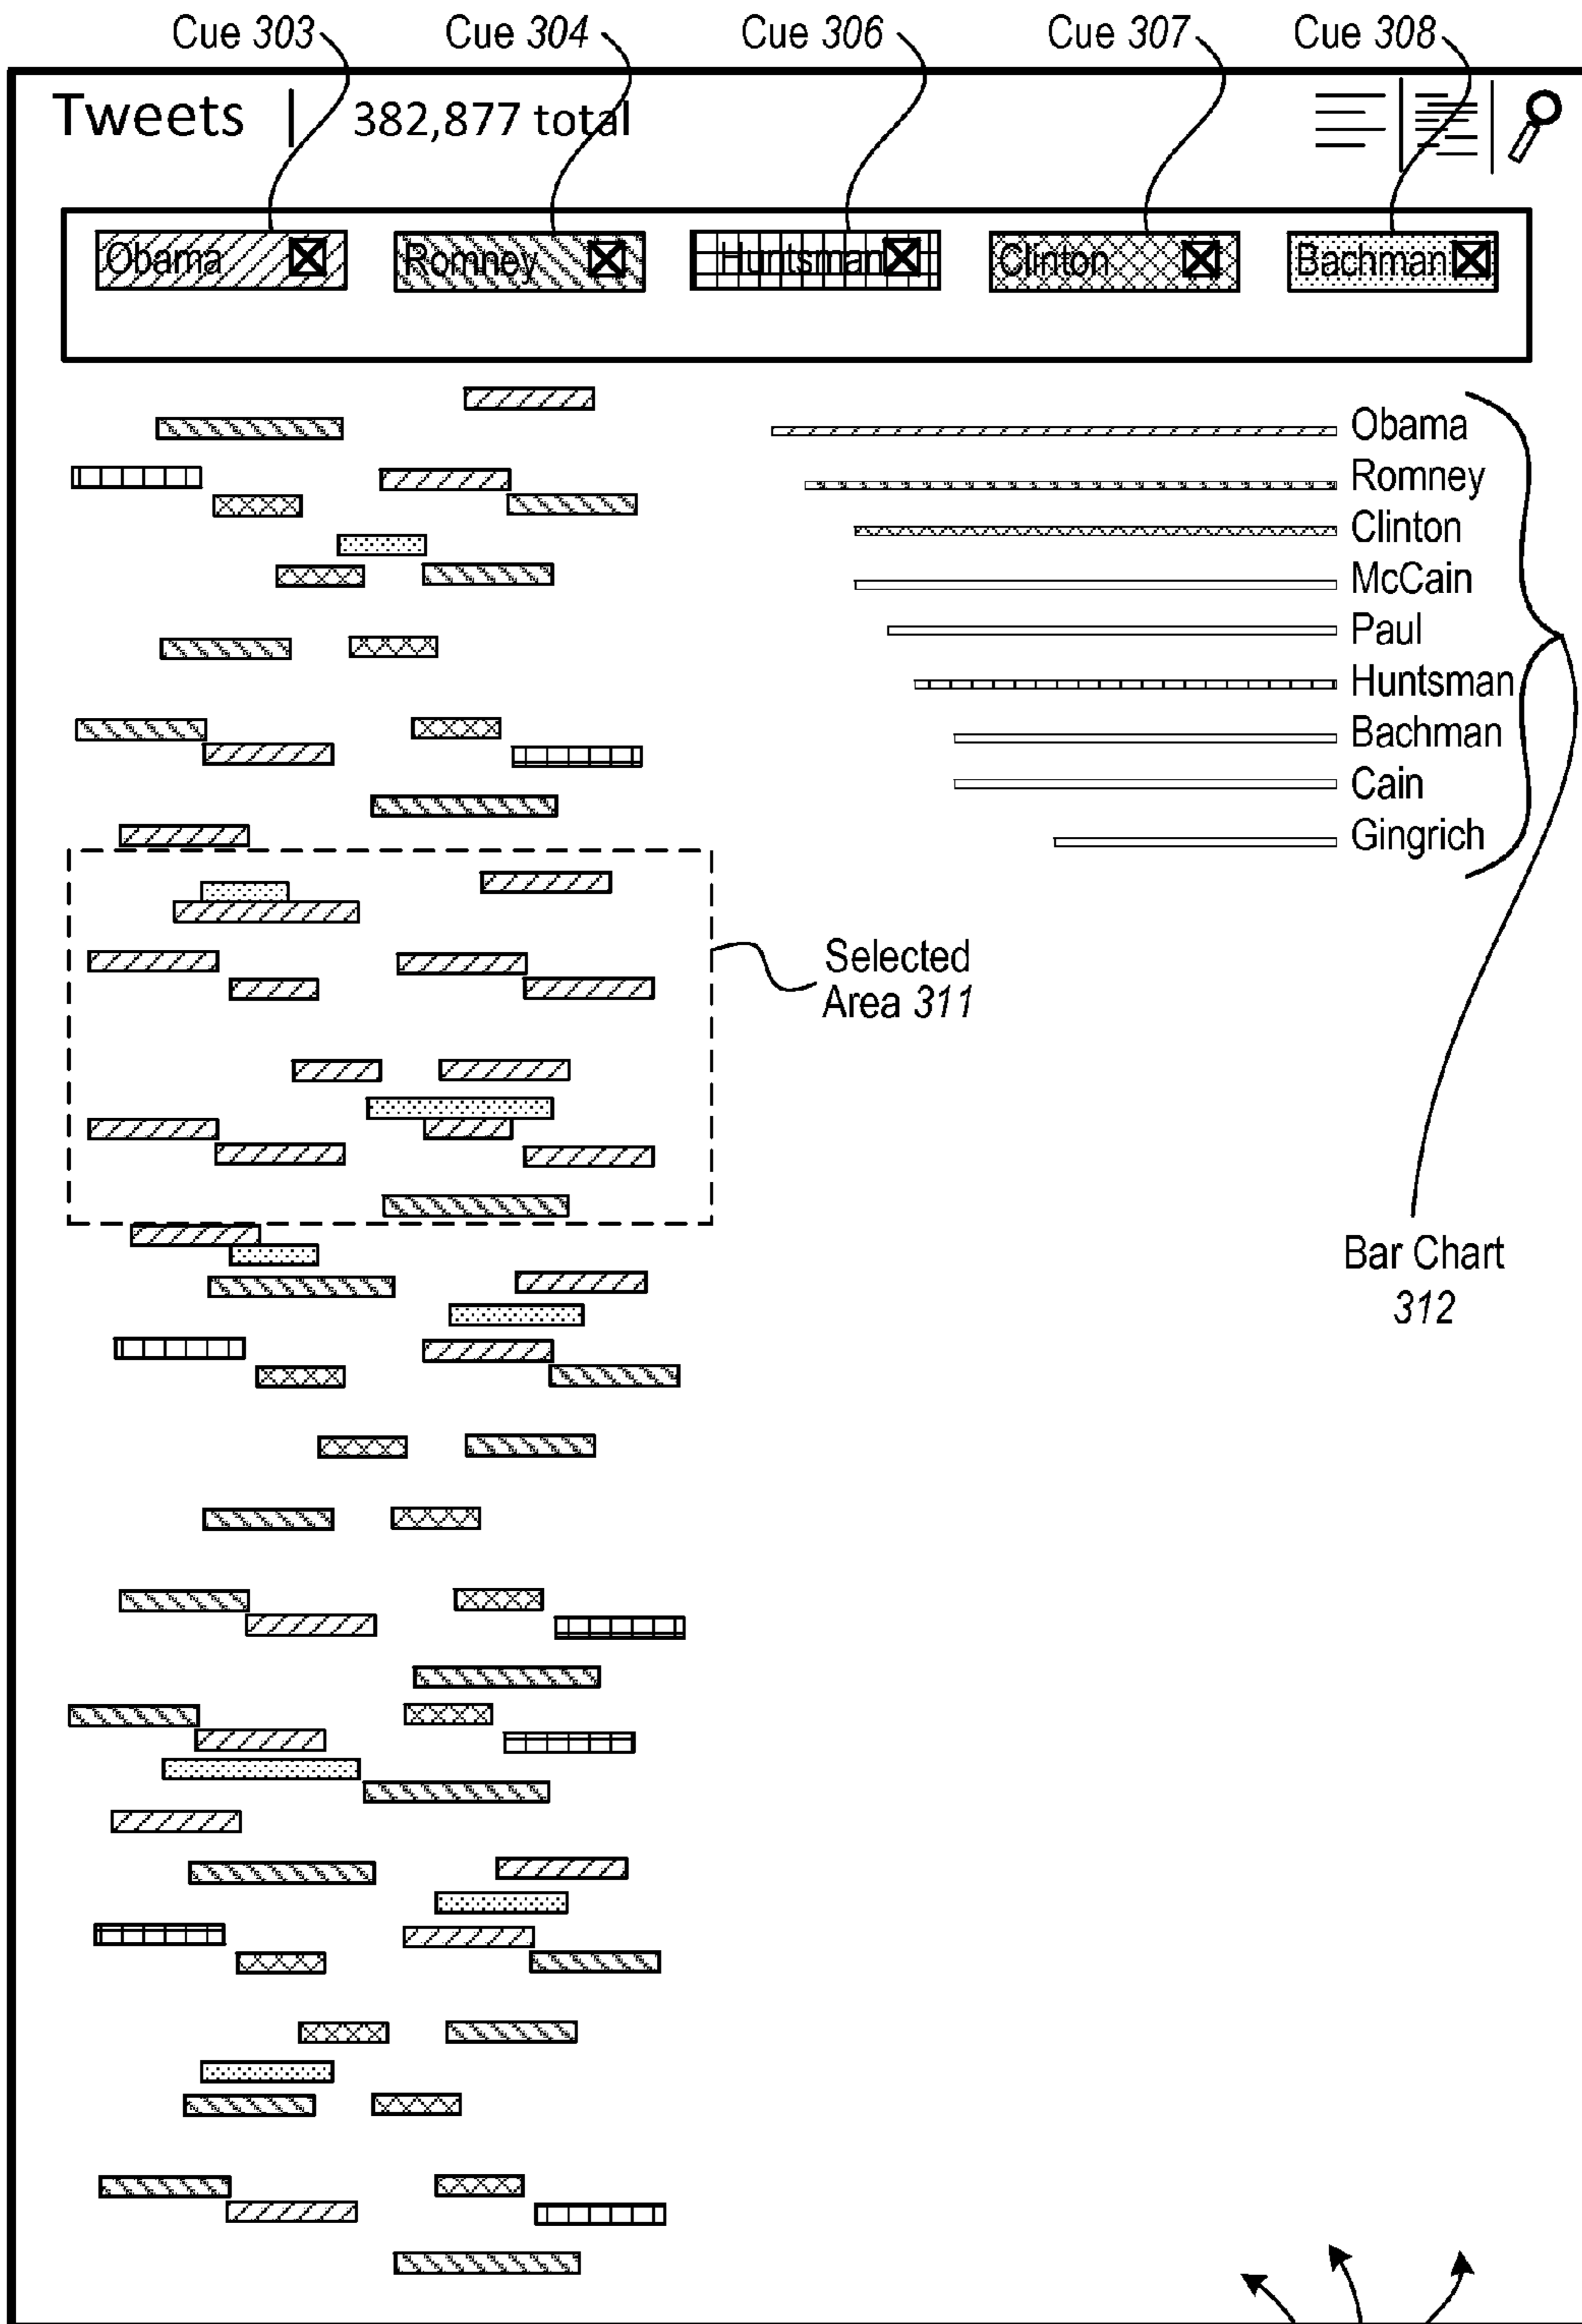 Cue 303 Cue 304 Cue 306 Cue 307 Cue 308
Tweets | 382,877 total
Obama Romney Huntsman Clinton Bachman
Obama
Romney
Clinton
McCain
Paul
Huntsman
Bachman
Cain
Gingrich
Selected
Area 311
Bar Chart
312